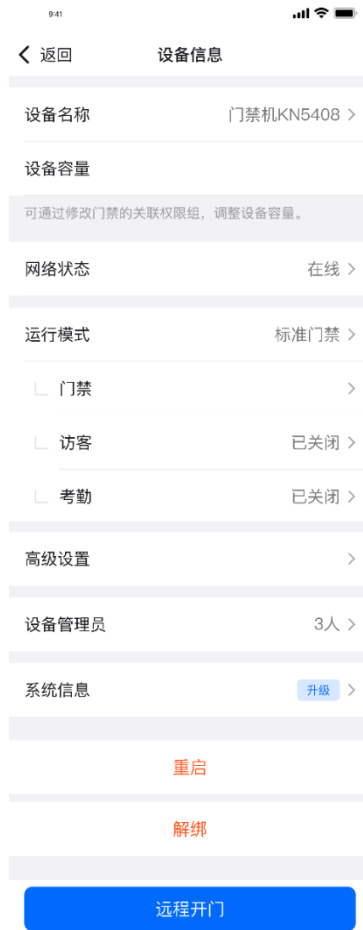 9:41
返回
设备信息
设备名称
门禁机KN5408
设备容量
可通过修改门禁的关联权限组，调整设备容量。
网络状态
在线
运行模式
标准门禁
门禁
访客
已关闭
考勤
已关闭
高级设置
设备管理员
3人
系统信息
升级
重启
解绑
远程开门